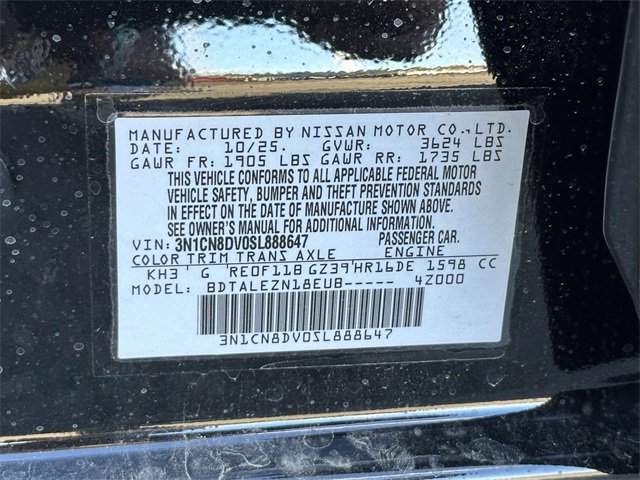 MANUFACTURED BY NISSAN MOTOR CO.,LTD.
DATE: 10/25. GVWR: 3624 LBS
GAWR FR: 1905 LBS GAWR RR: 1735 LBS
THIS VEHICLE CONFORMS TO ALL APPLICABLE FEDERAL MOTOR
VEHICLE SAFETY, BUMPER AND THEFT PREVENTION STANDARDS
IN EFFECT ON THE DATE OF MANUFACTURE SHOWN ABOVE.
SEE OWNER'S MANUAL FOR ADDITIONAL INFORMATION.
VIN: 3N1CN8DV0SL888647 PASSENGER CAR.
COLOR TRIM TRANS AXLE ENGINE
KH3 G RE0F11B GZ39 HR16DE 1598 CC
MODEL: BDTALEZN18EUB----- 4Z000
3N1CN8DV0SL888647